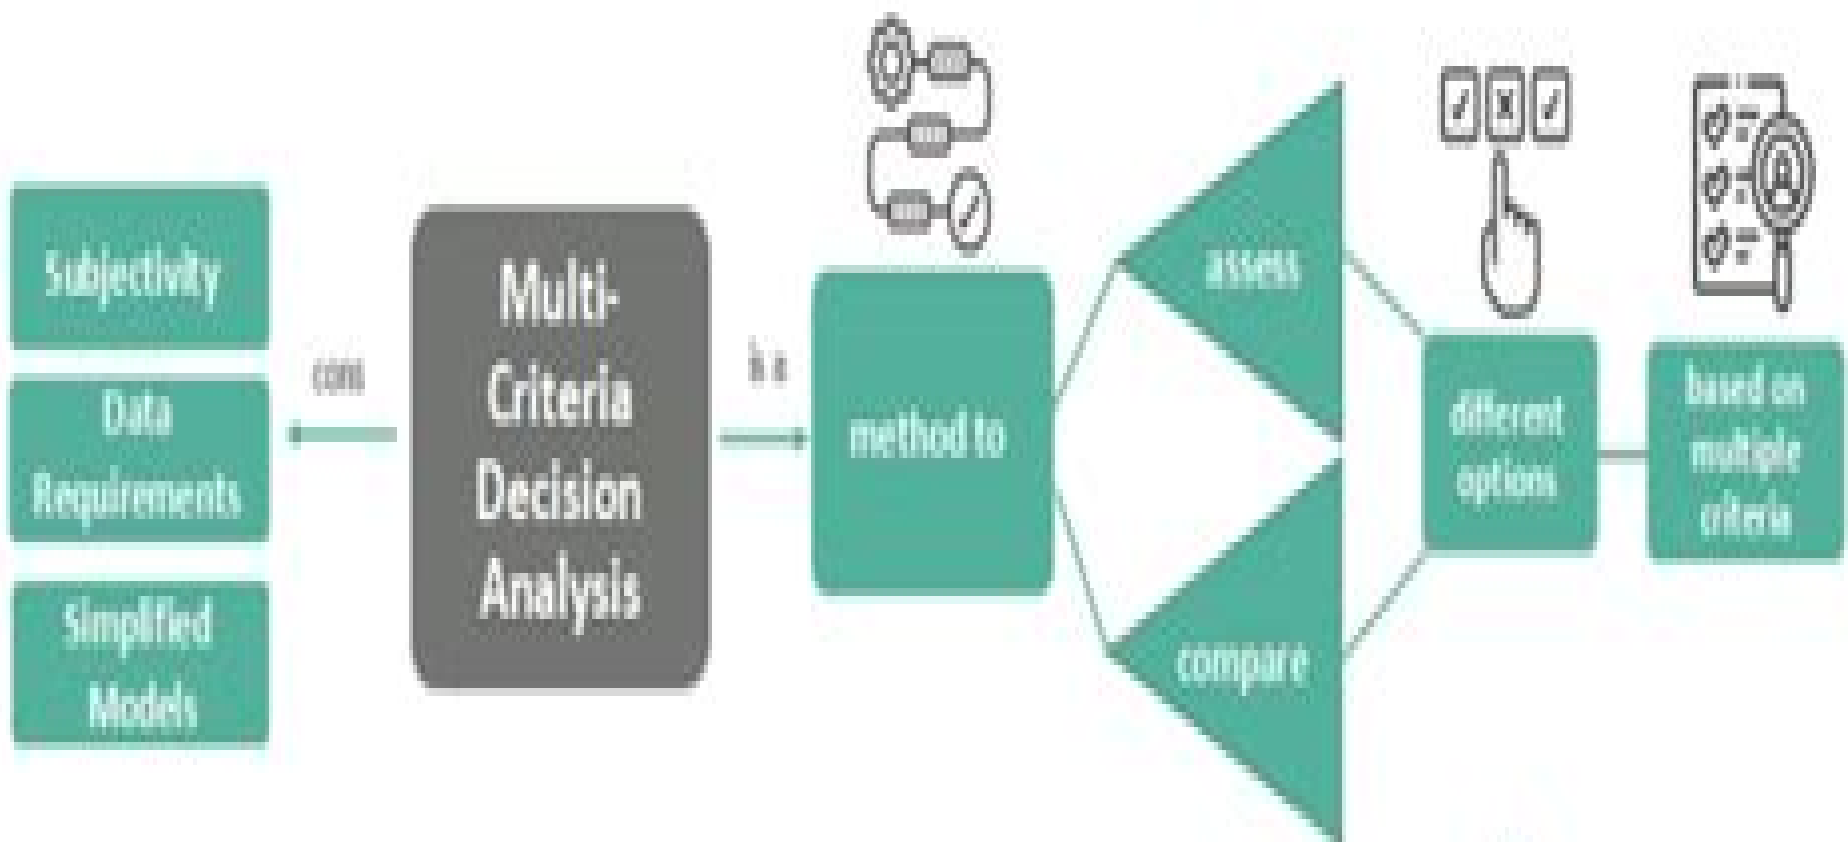 Subjectivity
Data
Requirements
Simplified
Models
cons
Multi-
Criteria
Decision
Analysis
is a
method to
assess
compare
different
options
based on
multiple
criteria